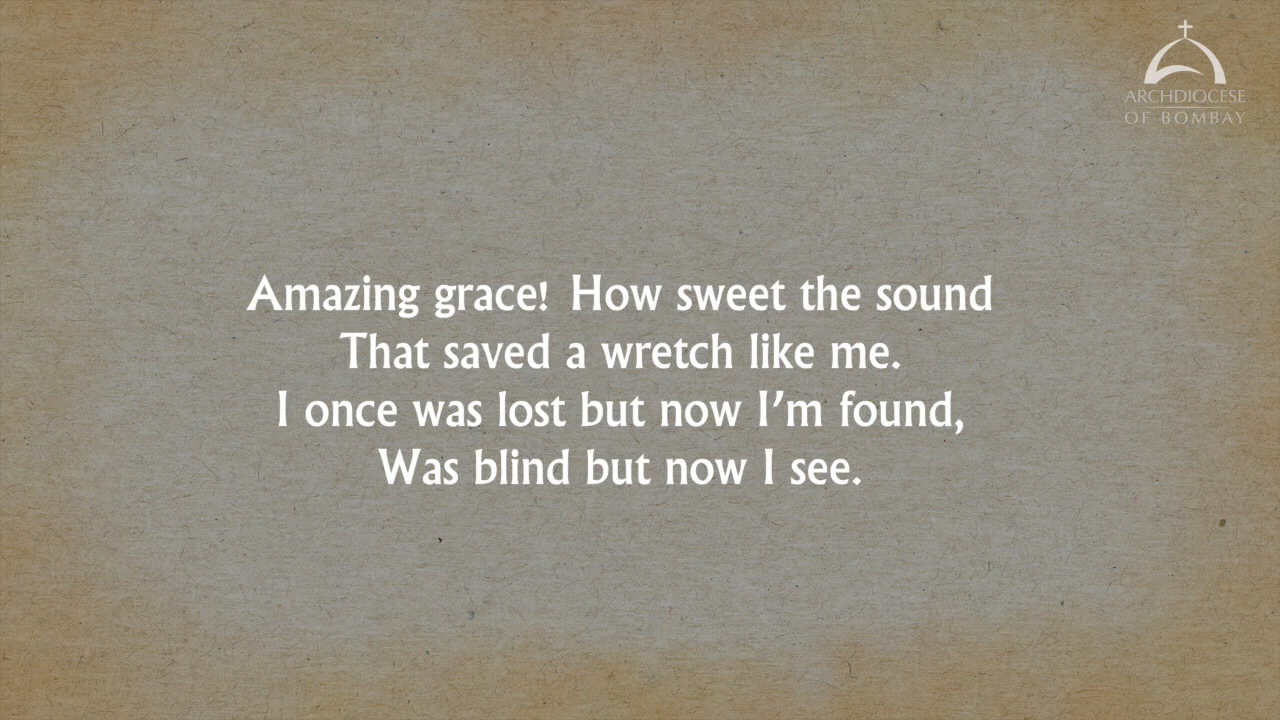 ARCHDIOCESE
OF BOMBAY
Amazing grace! How sweet the sound
That saved a wretch like me.
I once was lost but now I'm found,
Was blind but now I see.